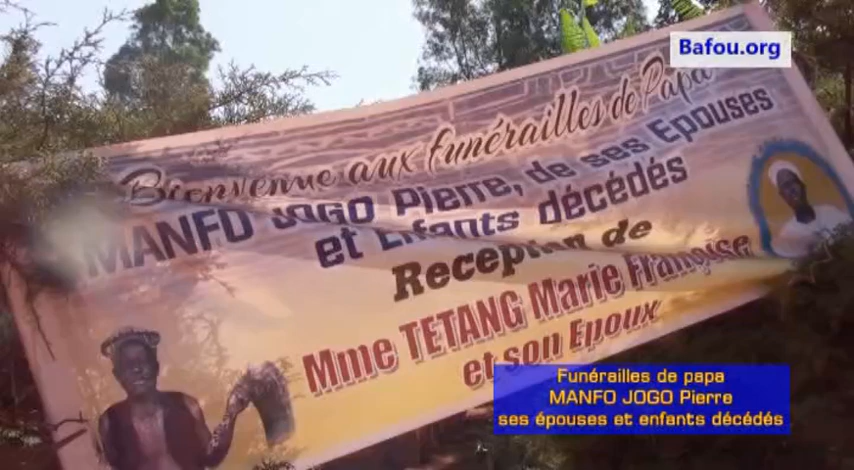 Bafou.org
Bienvenue aux funérailles de Papa
MANFO JOGO Pierre, de ses Epouses
et Enfants décédés
Reception de
Mme TETANG Marie Françoise
et son Epoux
Funérailles de papa
MANFO JOGO Pierre
ses épouses et enfants décédés